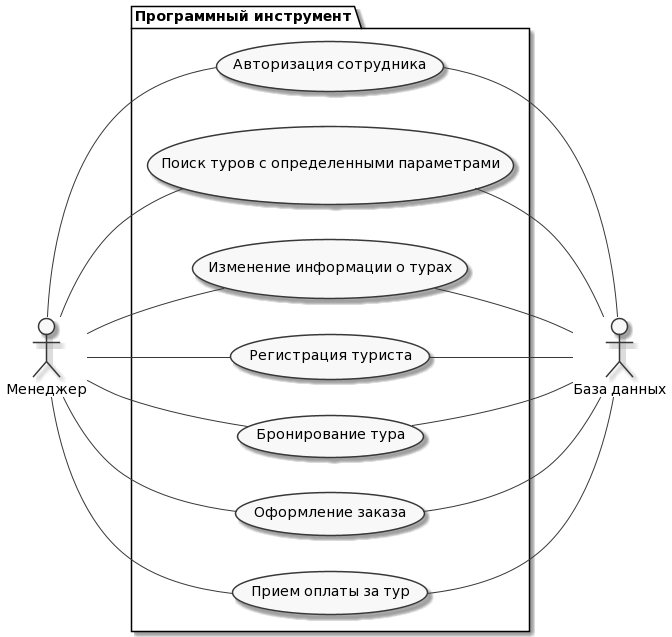 Программный инструмент
Авторизация сотрудника
Поиск туров с определенными параметрами
Изменение информации о турах
Регистрация туриста
Менеджер
База данных
Бронирование тура
Оформление заказа
Прием оплаты за тур